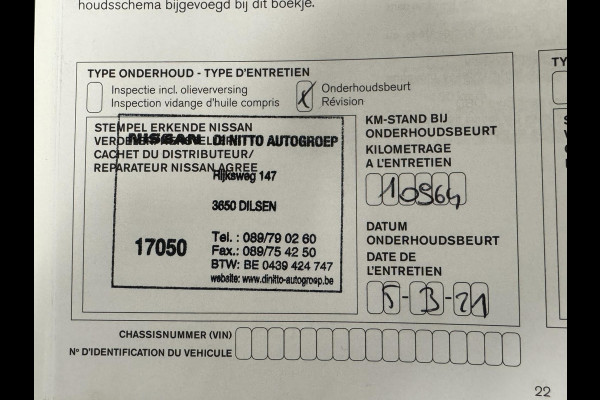 houdsschema bijgevoegd bij dit boekje.
TYPE ONDERHOUD - TYPE D'ENTRETIEN
Inspectie incl. olieverversing
Inspection vidange d'huile compris
X
Onderhoudsbeurt
Révision
STEMPEL ERKENDE NISSAN
CACHET DU DISTRIBUTEUR/
REPARATEUR NISSAN AGREE
NISSAN DI NITTO AUTOGROEP
Rijksweg 147
3650 DILSEN
17050
Tel. : 089/79 02 60
Fax.: 089/75 42 50
BTW: BE 0439 424 747
website: www.dinitto-autogroep.be
KM-STAND BIJ
ONDERHOUDSBEURT
KILOMETRAGE
A L'ENTRETIEN
10964
DATUM
ONDERHOUDSBEURT
DATE DE
L'ENTRETIEN
5-3-21
CHASSISNUMMER (VIN)
N° D'IDENTIFICATION DU VEHICULE
TY
22